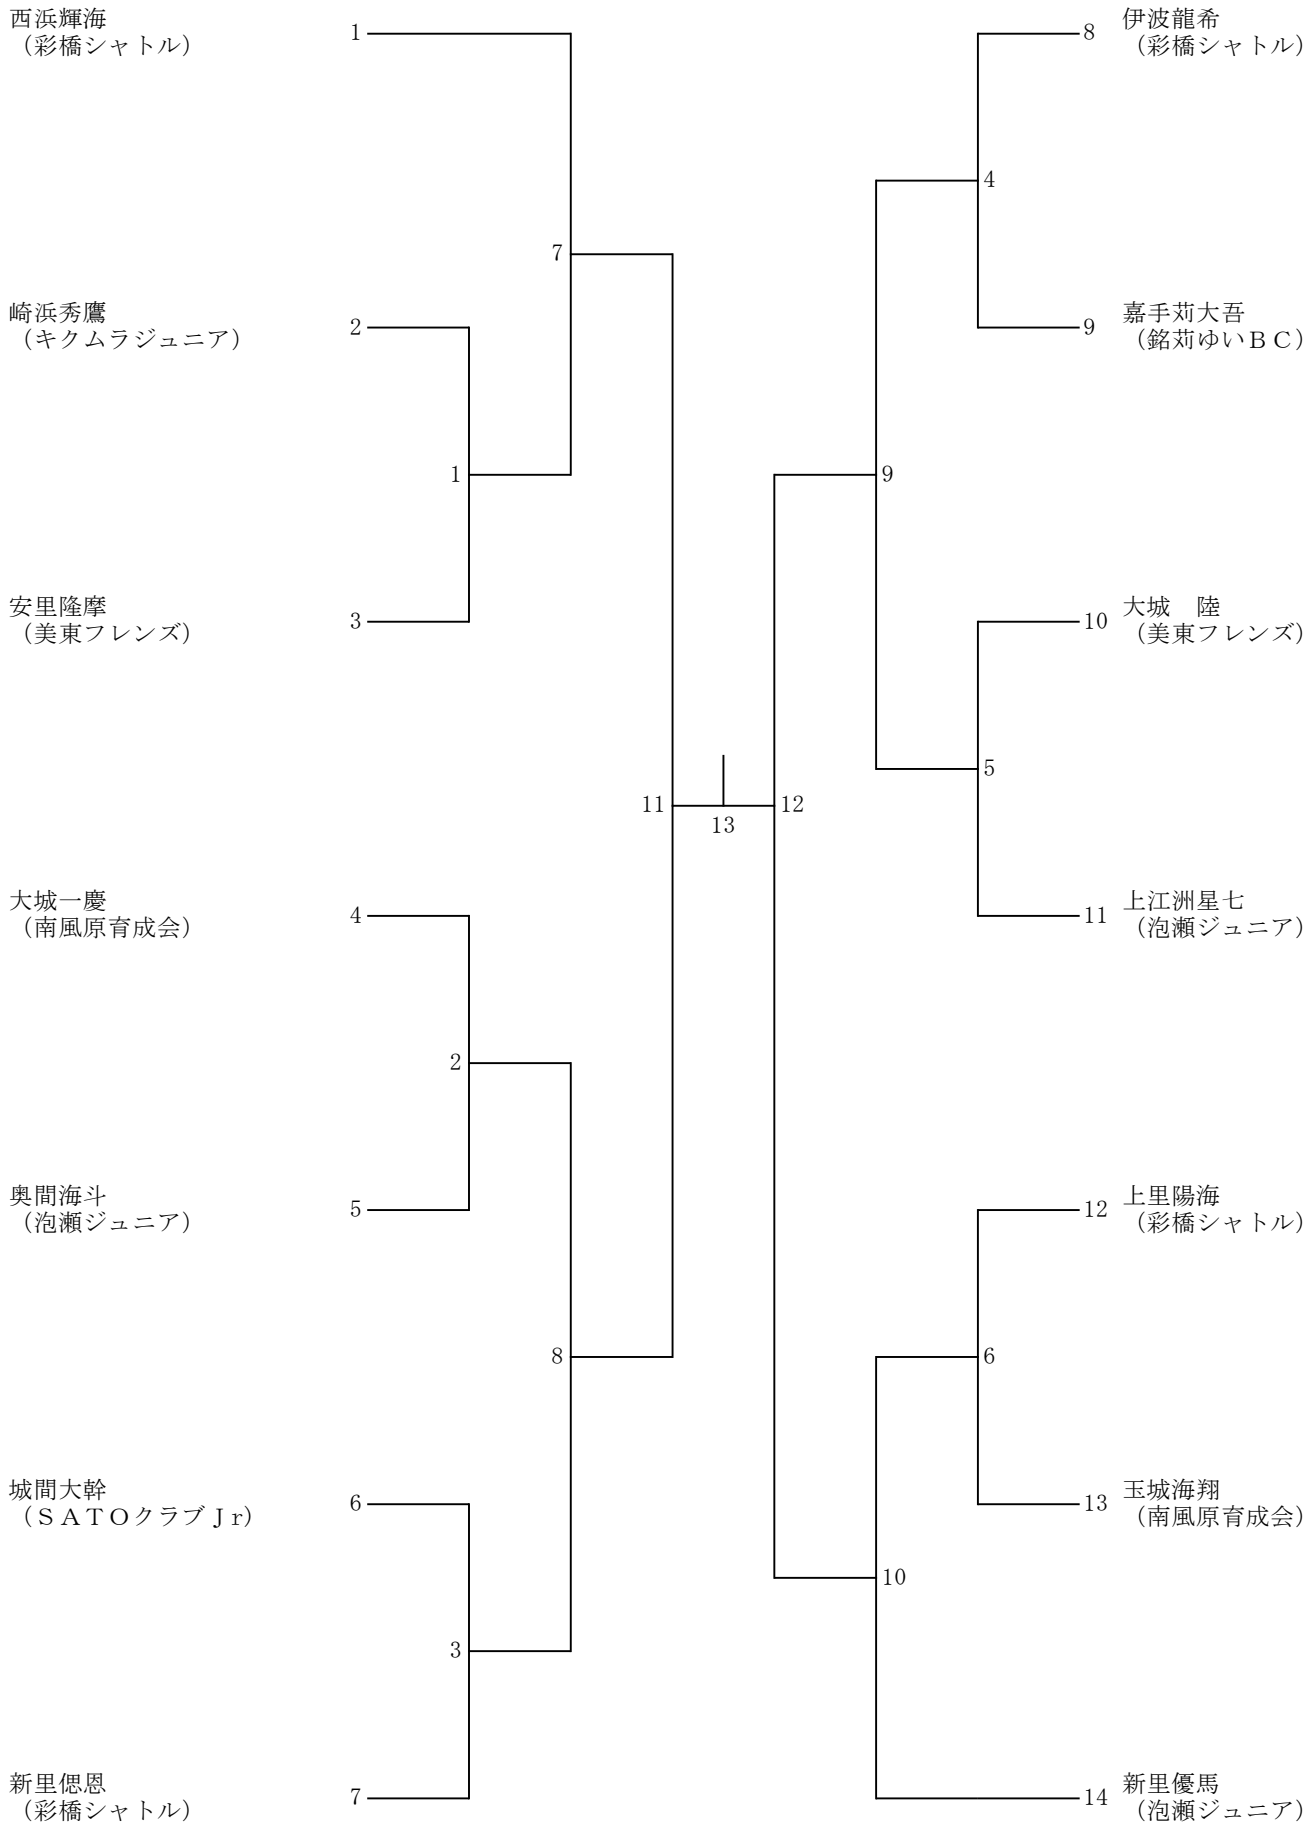 西浜輝海
（彩橋シャトル）
1
崎浜秀鷹
（キクムラジュニア）
2
安里隆摩
（美東フレンズ）
3
大城一慶
（南風原育成会）
4
奥間海斗
（泡瀬ジュニア）
5
城間大幹
（ＳＡＴＯクラブＪｒ）
6
新里偲恩
（彩橋シャトル）
7
7
1
2
8
3
11
13
12
9
10
4
5
6
8
伊波龍希
（彩橋シャトル）
9
嘉手苅大吾
（銘苅ゆいＢＣ）
10
大城　陸
（美東フレンズ）
11
上江洲星七
（泡瀬ジュニア）
12
上里陽海
（彩橋シャトル）
13
玉城海翔
（南風原育成会）
14
新里優馬
（泡瀬ジュニア）